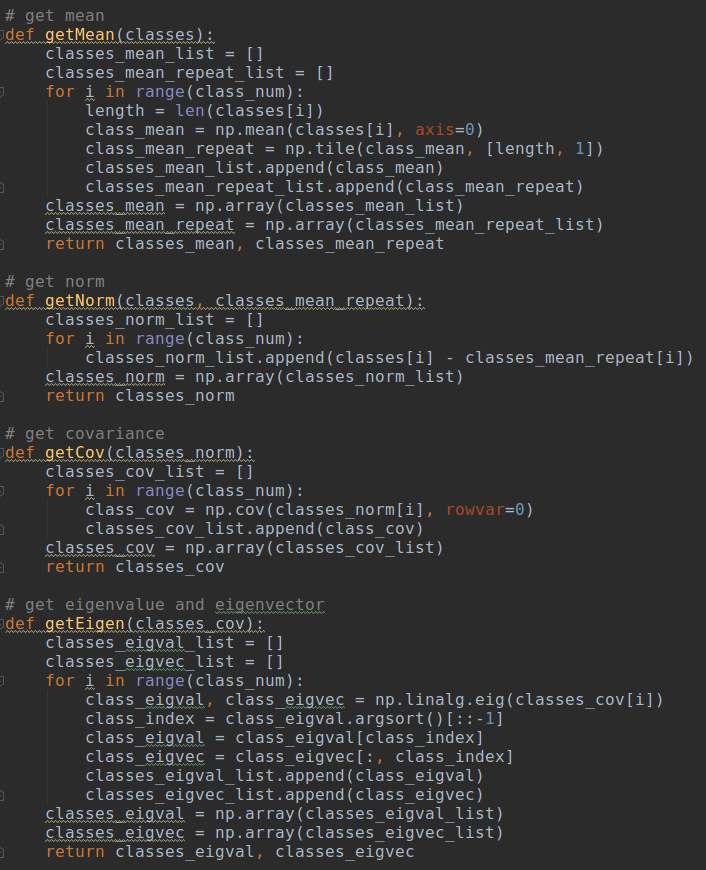 # get mean
def getMean(classes):
    classes_mean_list = []
    classes_mean_repeat_list = []
    for i in range(class_num):
        length = len(classes[i])
        class_mean = np.mean(classes[i], axis=0)
        class_mean_repeat = np.tile(class_mean, [length, 1])
        classes_mean_list.append(class_mean)
        classes_mean_repeat_list.append(class_mean_repeat)
    classes_mean = np.array(classes_mean_list)
    classes_mean_repeat = np.array(classes_mean_repeat_list)
    return classes_mean, classes_mean_repeat

# get norm
def getNorm(classes, classes_mean_repeat):
    classes_norm_list = []
    for i in range(class_num):
        classes_norm_list.append(classes[i] - classes_mean_repeat[i])
    classes_norm = np.array(classes_norm_list)
    return classes_norm

# get covariance
def getCov(classes_norm):
    classes_cov_list = []
    for i in range(class_num):
        class_cov = np.cov(classes_norm[i], rowvar=0)
        classes_cov_list.append(class_cov)
    classes_cov = np.array(classes_cov_list)
    return classes_cov

# get eigenvalue and eigenvector
def getEigen(classes_cov):
    classes_eigval_list = []
    classes_eigvec_list = []
    for i in range(class_num):
        class_eigval, class_eigvec = np.linalg.eig(classes_cov[i])
        class_index = class_eigval.argsort()[::-1]
        class_eigval = class_eigval[class_index]
        class_eigvec = class_eigvec[:, class_index]
        classes_eigval_list.append(class_eigval)
        classes_eigvec_list.append(class_eigvec)
    classes_eigval = np.array(classes_eigval_list)
    classes_eigvec = np.array(classes_eigvec_list)
    return classes_eigval, classes_eigvec